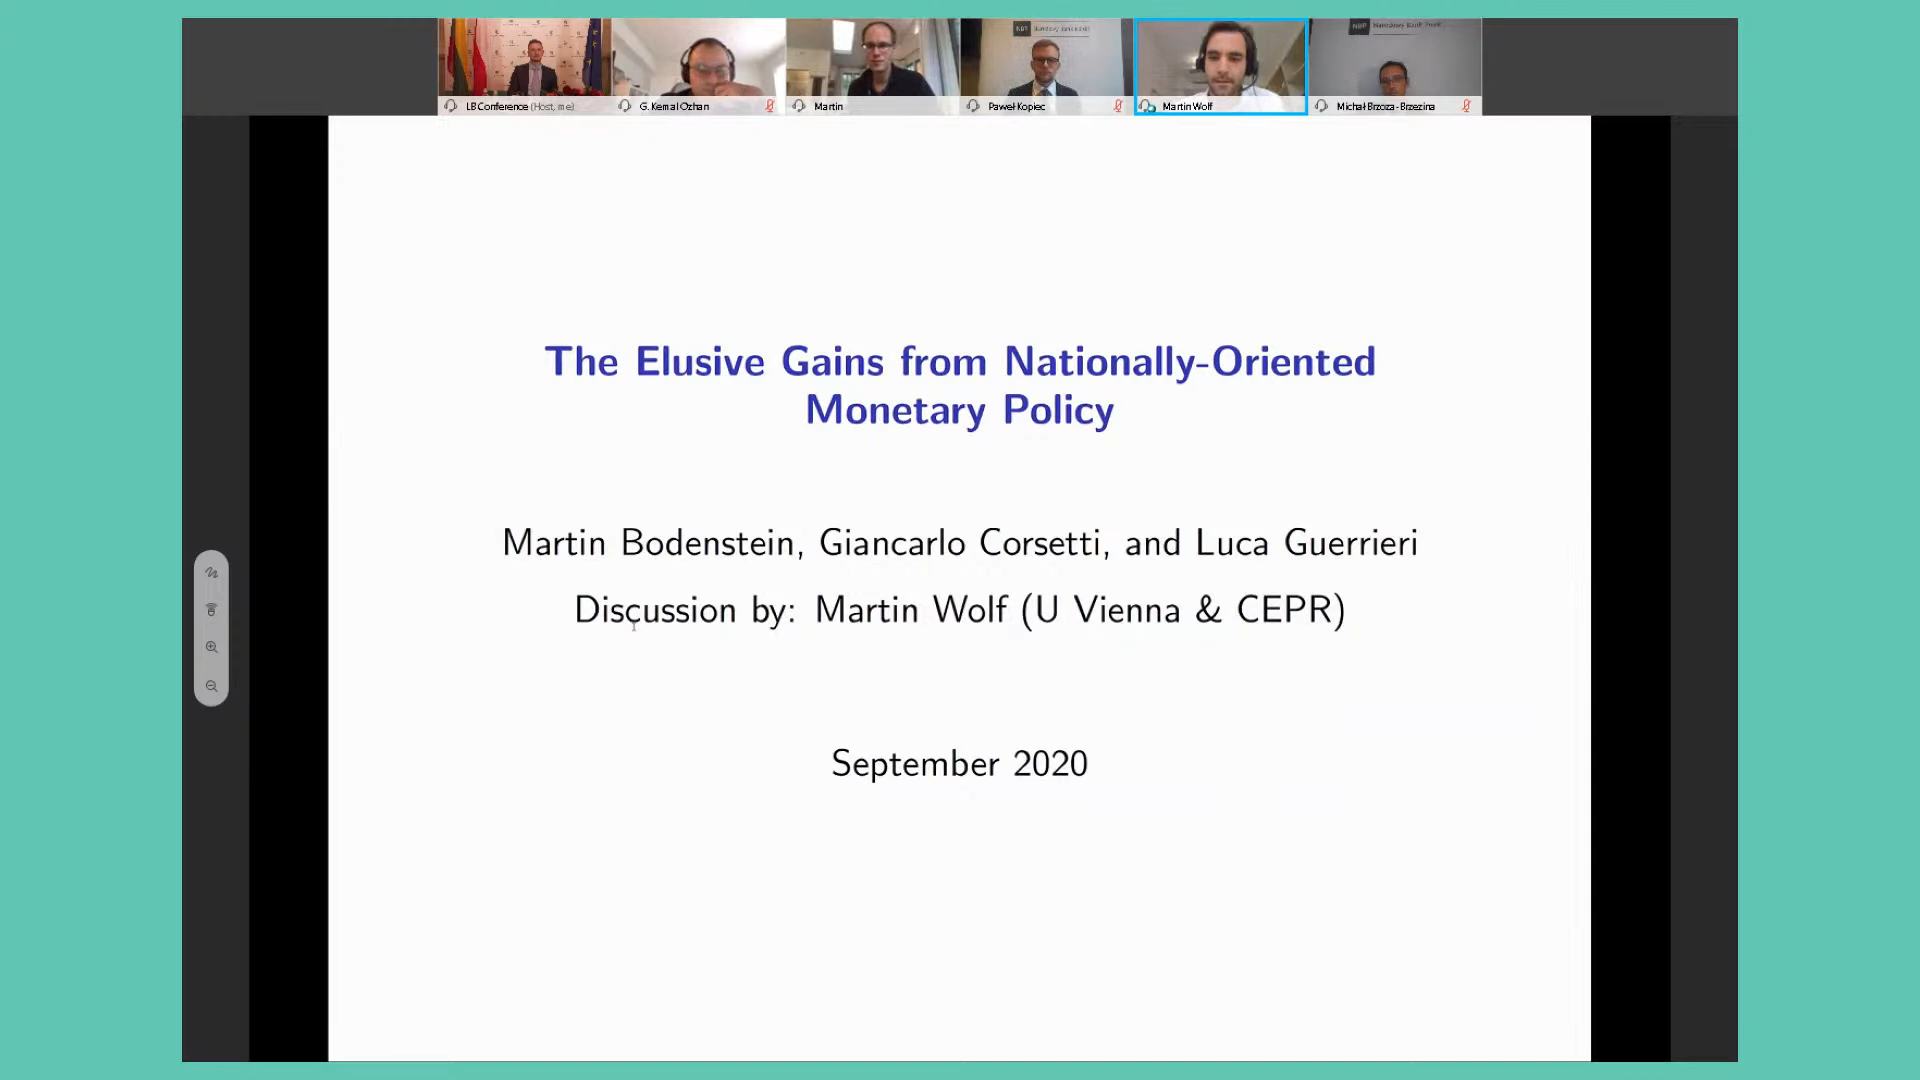 LB Conference (Host, me)
G. Kemal Ozhan
Martin
Paweł Kopiec
Martin Wolf
Michał Brzoza-Brzezina
The Elusive Gains from Nationally-Oriented
Monetary Policy
Martin Bodenstein, Giancarlo Corsetti, and Luca Guerrieri
Discussion by: Martin Wolf (U Vienna & CEPR)
September 2020